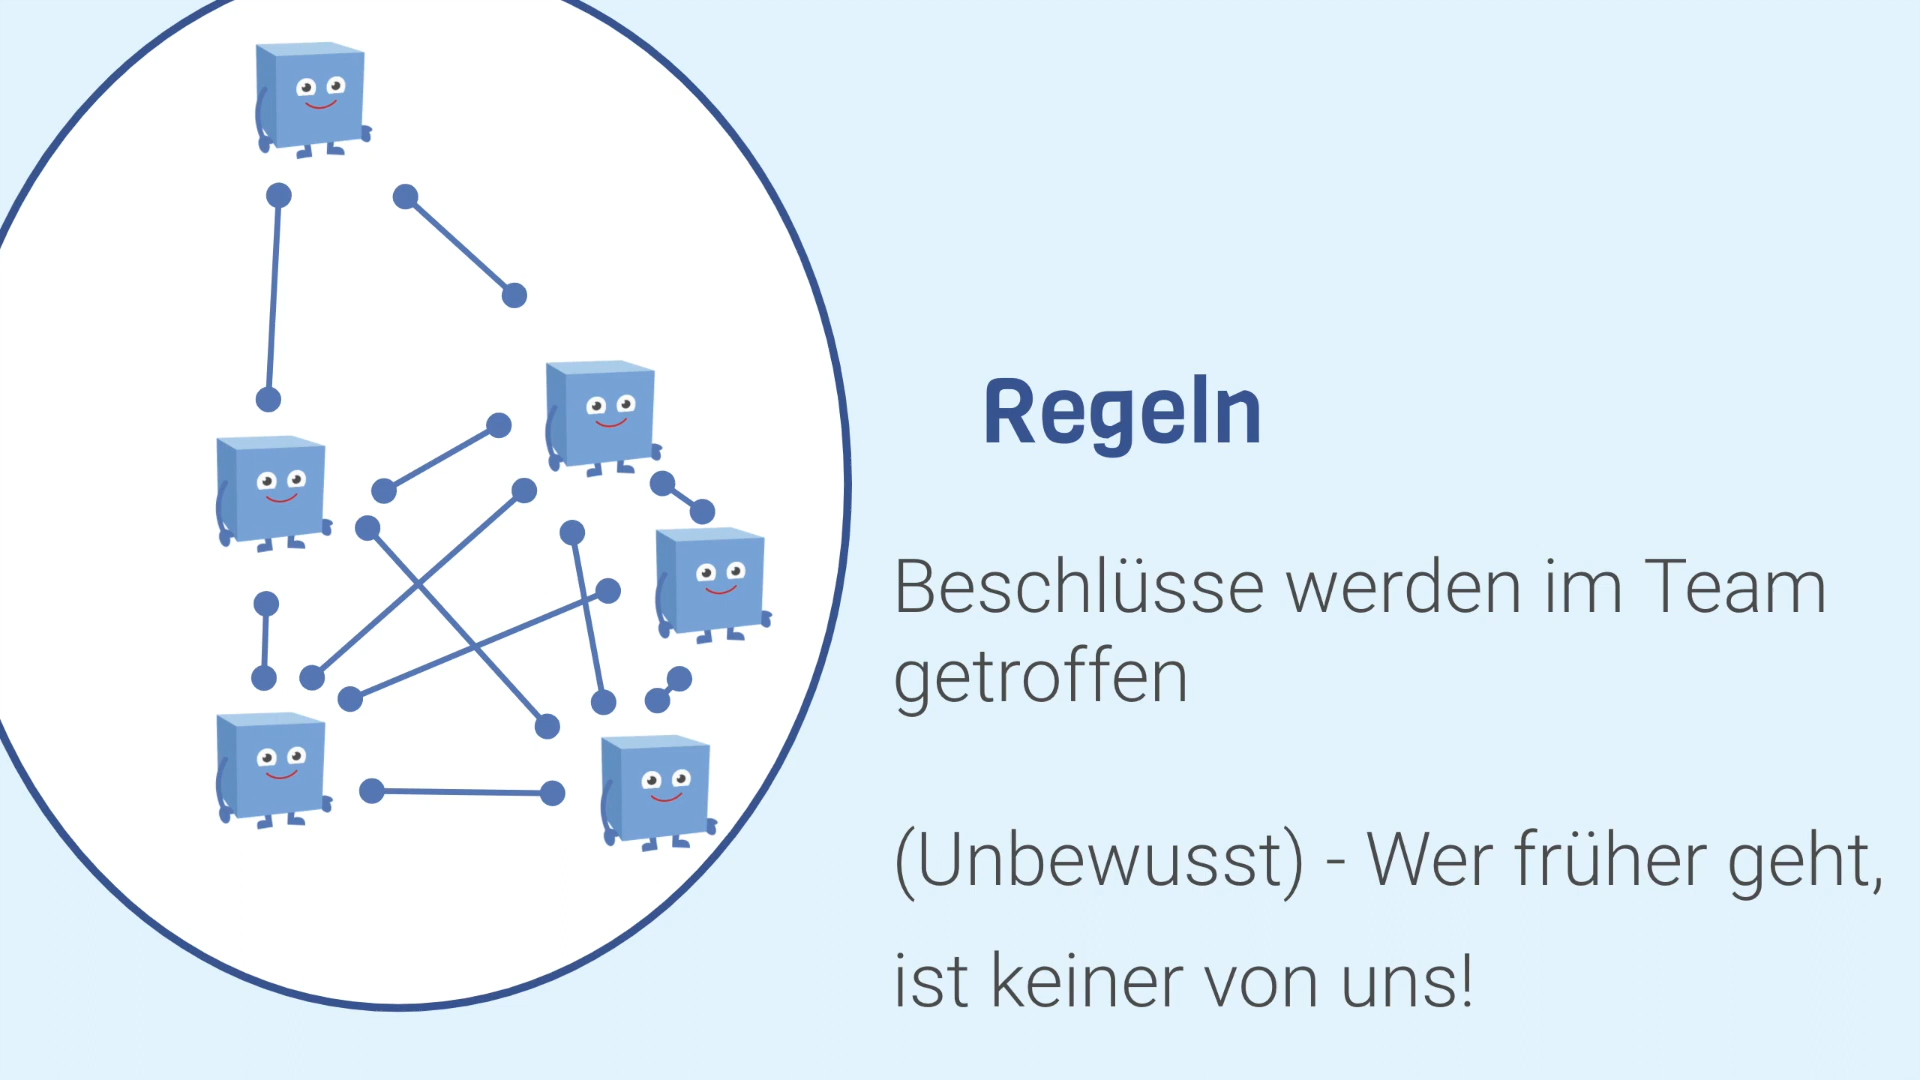 Regeln
Beschlüsse werden im Team
getroffen
(Unbewusst) - Wer früher geht,
ist keiner von uns!